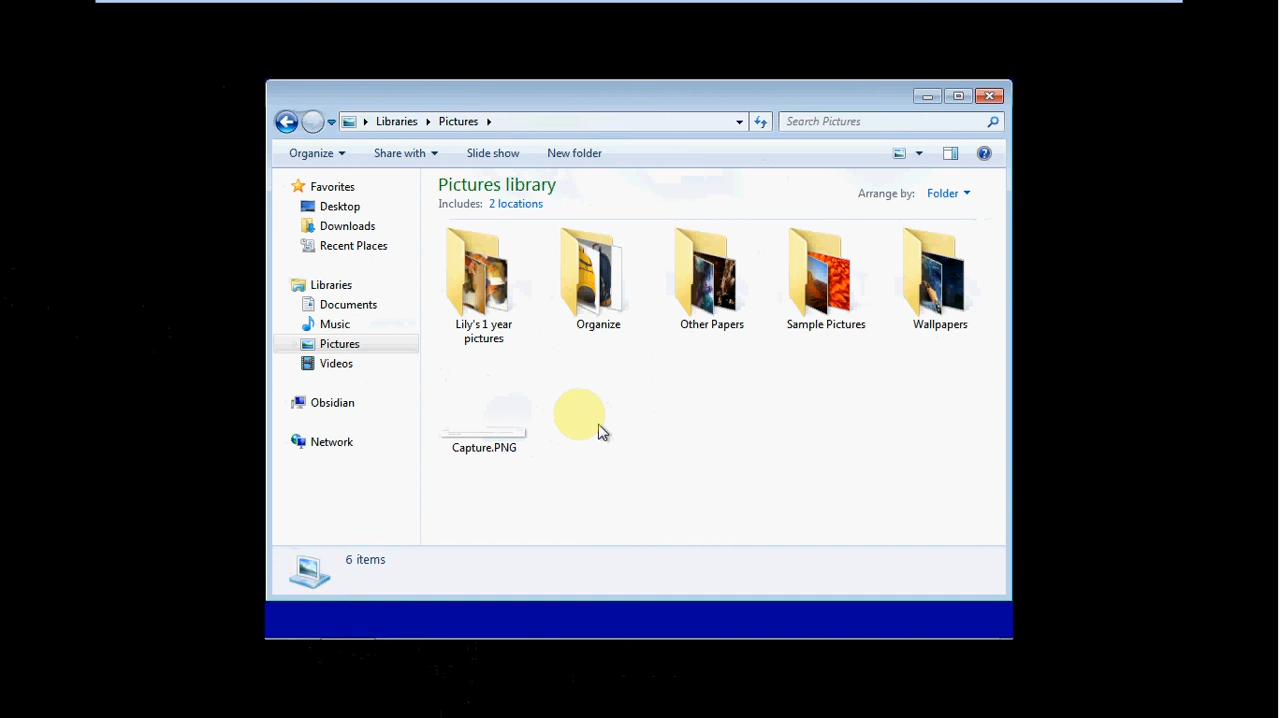 Libraries Pictures
Search Pictures
Organize Share with Slide show New folder
Favorites
Desktop
Downloads
Recent Places
Libraries
Documents
Music
Pictures
Videos
Obsidian
Network
Pictures library
Includes: 2 locations
Arrange by: Folder
Lily's 1 year
pictures
Organize
Other Papers
Sample Pictures
Wallpapers
Capture.PNG
6 items